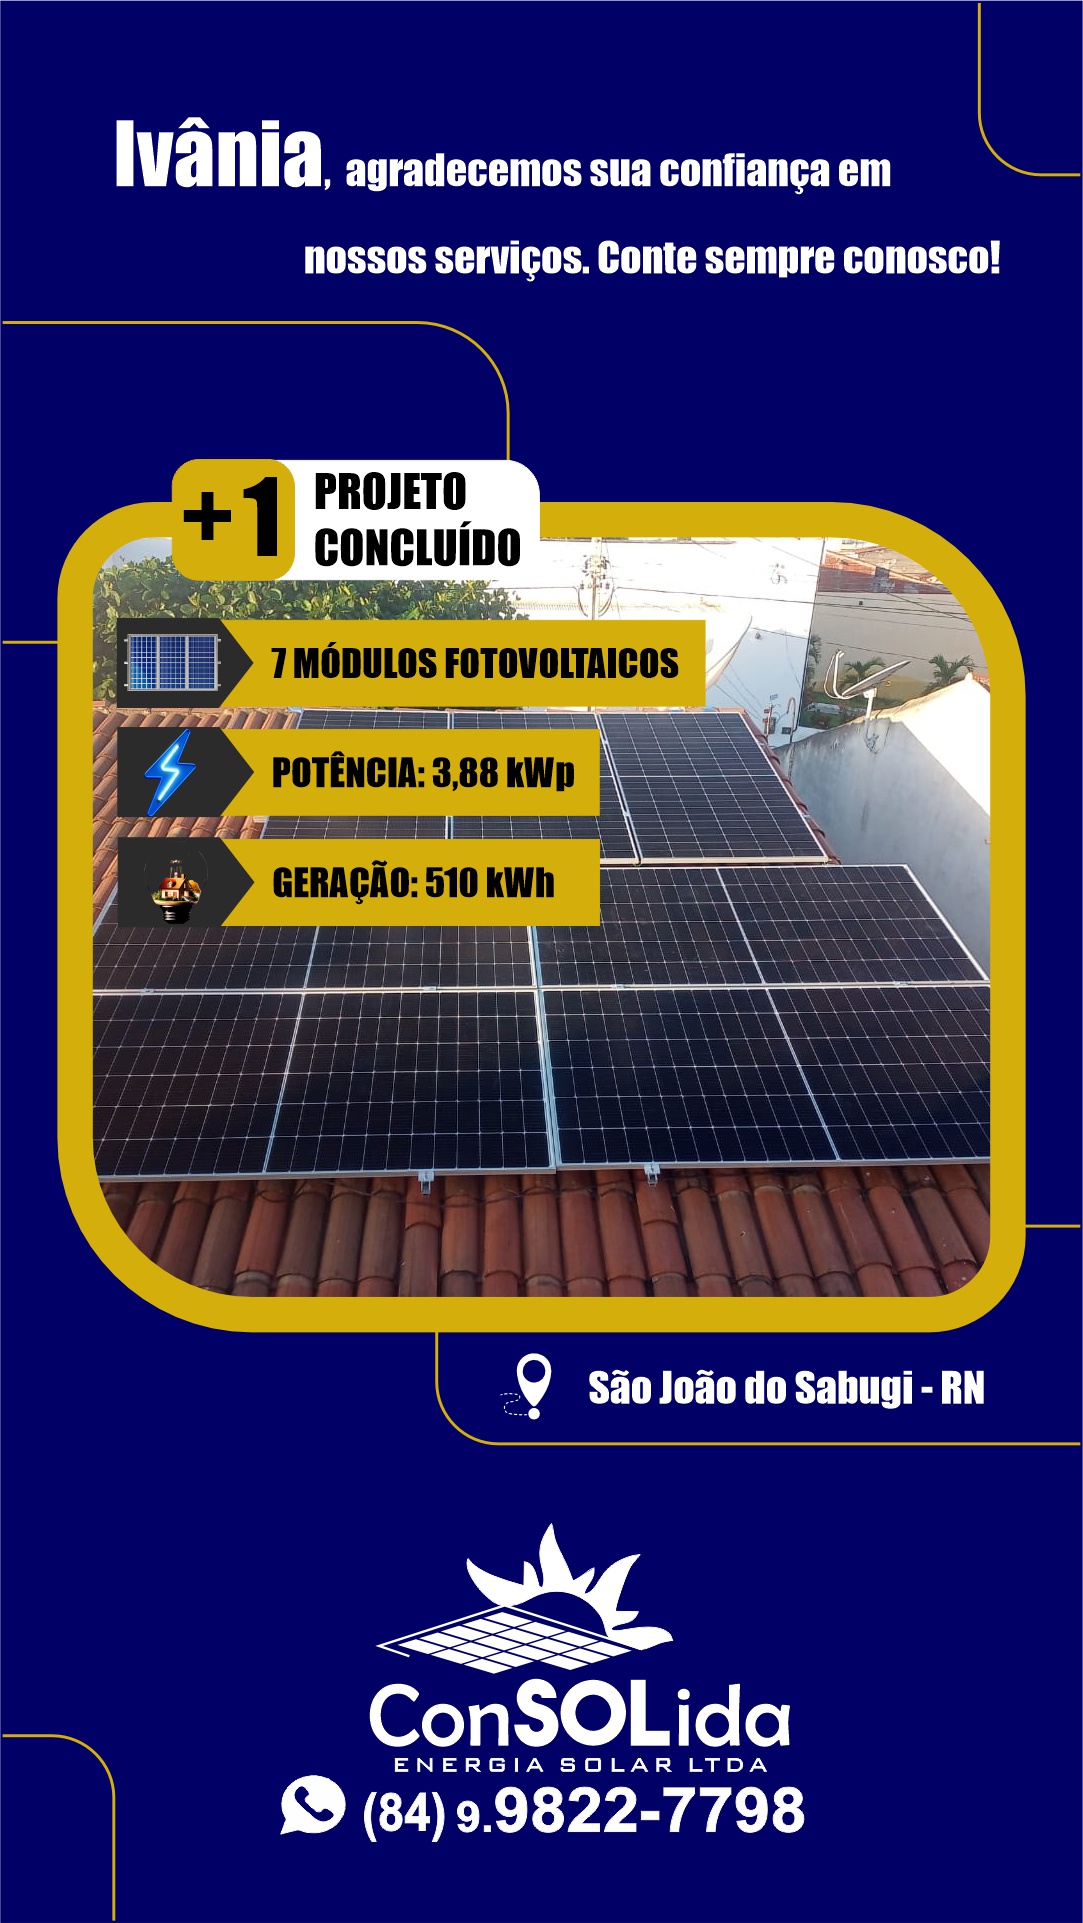 Ivânia, agradecemos sua confiança em
nossos serviços. Conte sempre conosco!
+1
PROJETO
CONCLUÍDO
7 MÓDULOS FOTOVOLTAICOS
POTÊNCIA: 3,88 kWp
GERAÇÃO: 510 kWh
São João do Sabugi - RN
ConSOLida
ENERGIA SOLAR LTDA
(84) 9.9822-7798